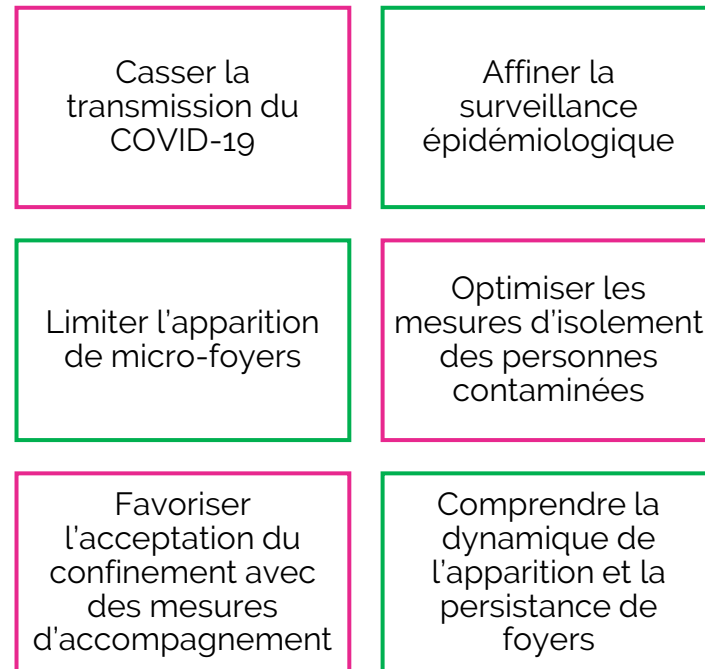 Casser la
transmission du
COVID-19
Affiner la
surveillance
épidémiologique
Limiter l'apparition
de micro-foyers
Optimiser les
mesures d'isolement
des personnes
contaminées
Favoriser
l'acceptation du
confinement avec
des mesures
d'accompagnement
Comprendre la
dynamique de
l'apparition et la
persistance de
foyers